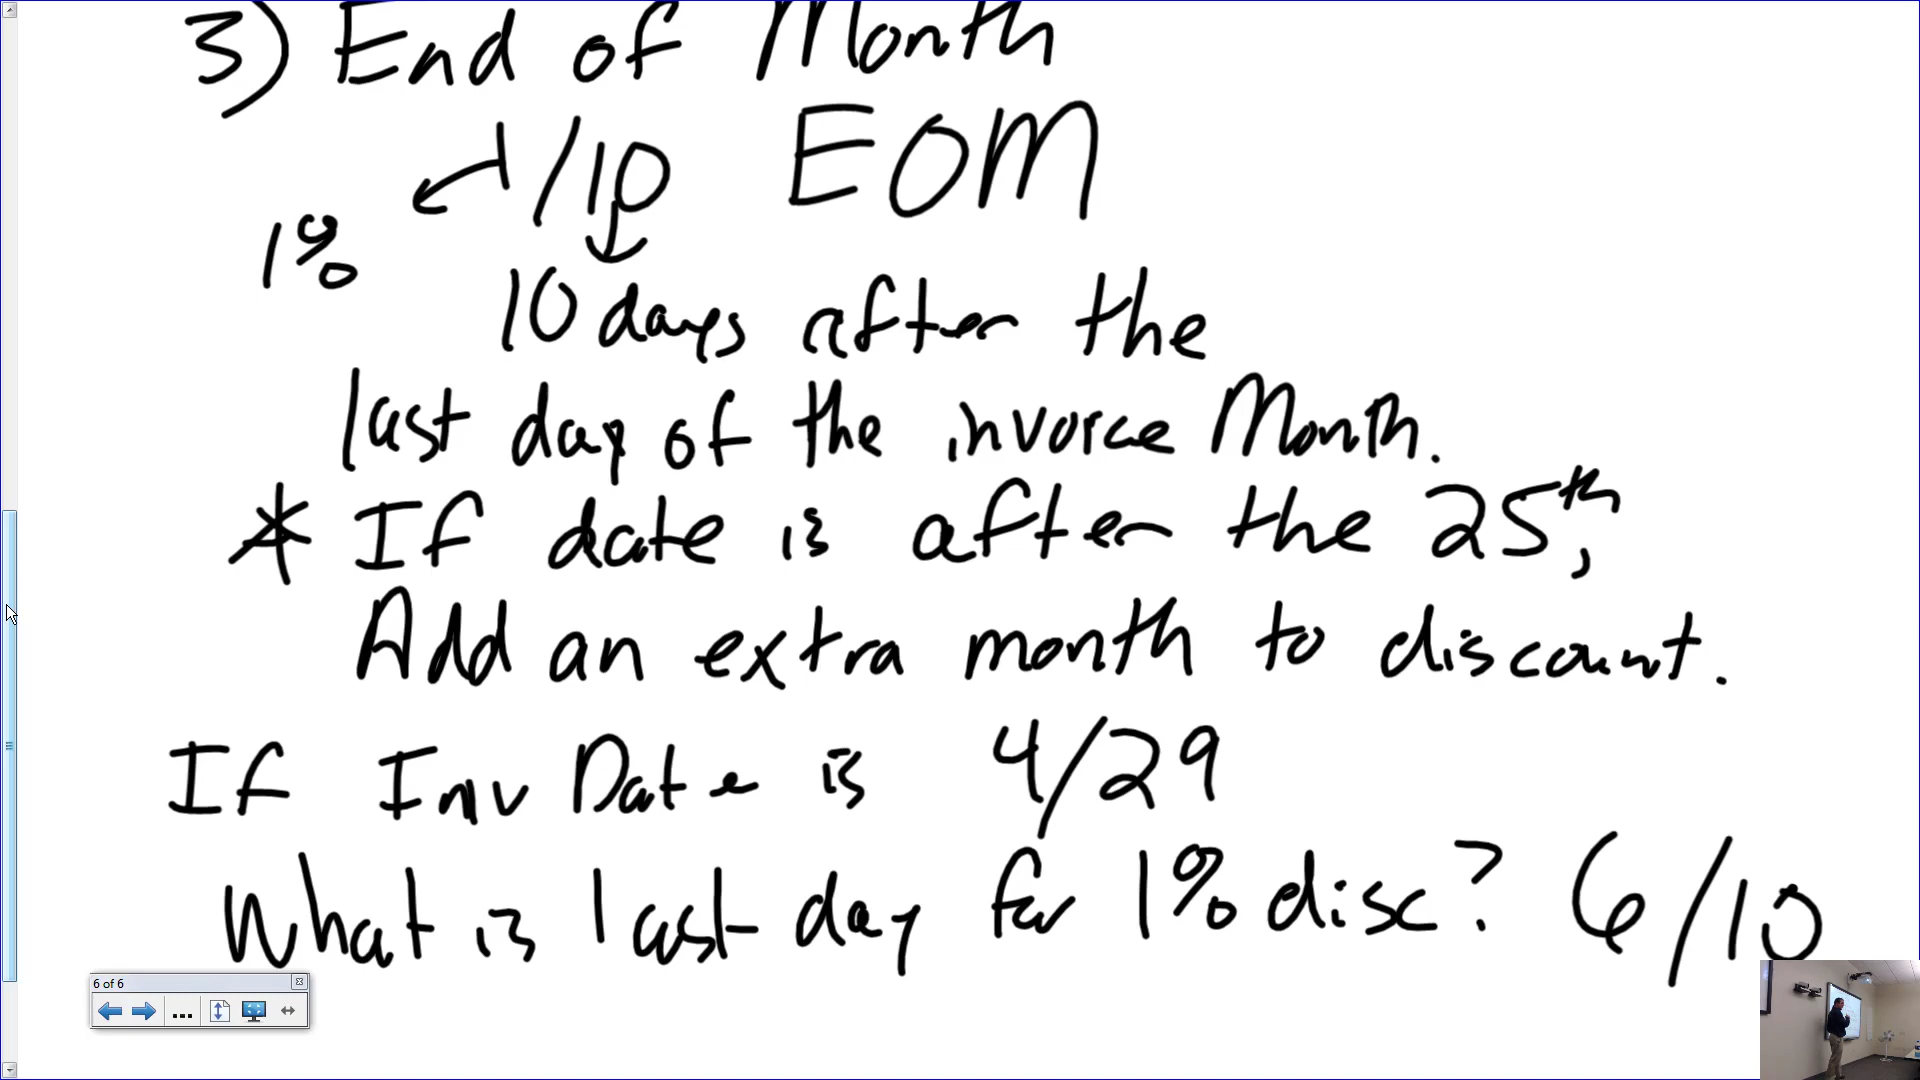 3) End of Month
1/10 EOM
1%
10 days after the
last day of the invoice Month.
* If date is after the 25th,
Add an extra month to discount.
If Inv Date is 4/29
What is last day for 1% disc? 6/10
6 of 6
...